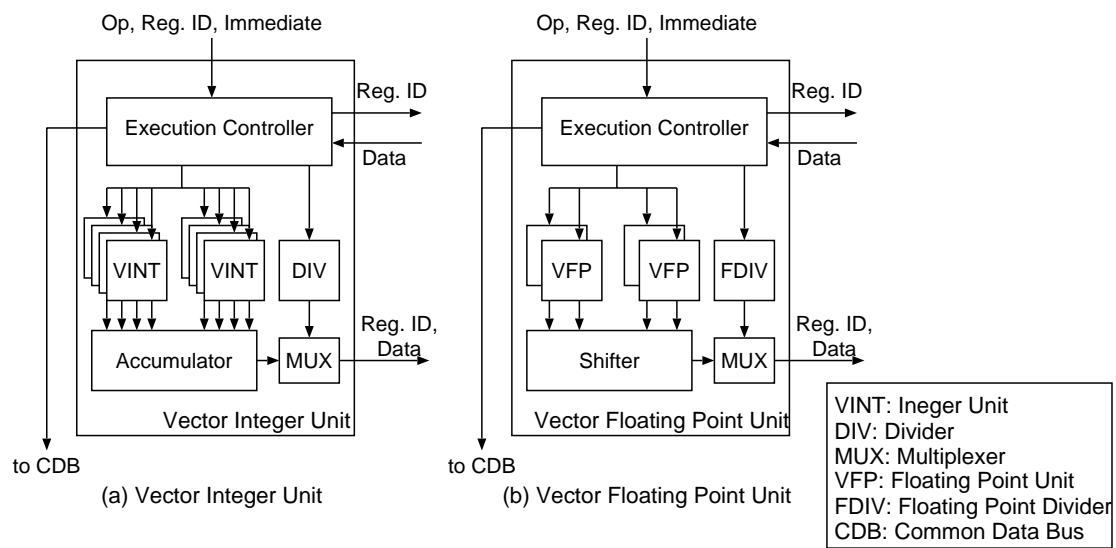 Op, Reg. ID, Immediate
Reg. ID
Execution Controller
Data
VINT
VINT
DIV
Reg. ID,
Data
Accumulator
MUX
Vector Integer Unit
to CDB
(a) Vector Integer Unit
Op, Reg. ID, Immediate
Reg. ID
Execution Controller
Data
VFP
VFP
FDIV
Reg. ID,
Data
Shifter
MUX
Vector Floating Point Unit
to CDB
(b) Vector Floating Point Unit
VINT: Ineger Unit
DIV: Divider
MUX: Multiplexer
VFP: Floating Point Unit
FDIV: Floating Point Divider
CDB: Common Data Bus